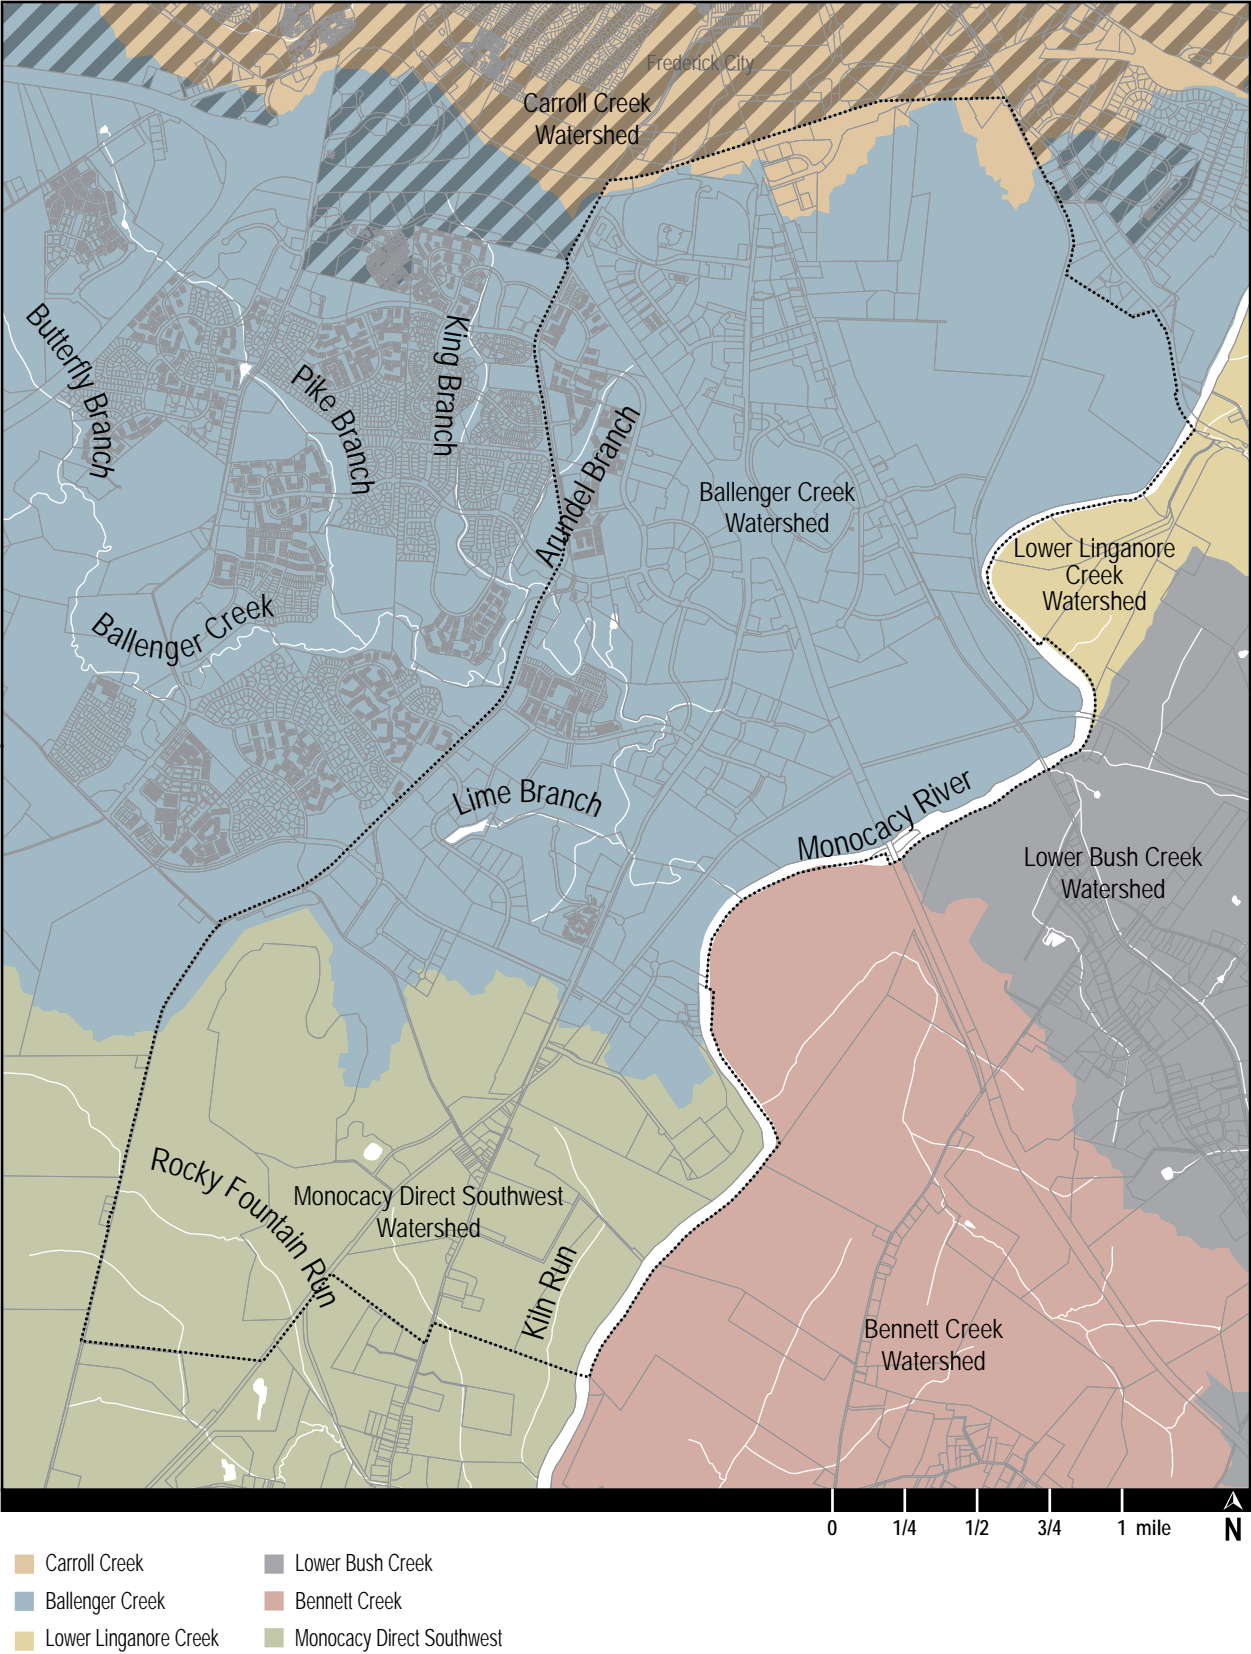 Frederick City
Carroll Creek
Watershed
Butterfly Branch
Pike Branch
King Branch
Arundel Branch
Ballenger Creek
Watershed
Lower Linganore
Creek
Watershed
Ballenger Creek
Lime Branch
Monocacy River
Lower Bush Creek
Watershed
Rocky Fountain Run
Monocacy Direct Southwest
Watershed
Kiln Run
Bennett Creek
Watershed
0 1/4 1/2 3/4 1 mile
N
Carroll Creek
Ballenger Creek
Lower Linganore Creek
Lower Bush Creek
Bennett Creek
Monocacy Direct Southwest